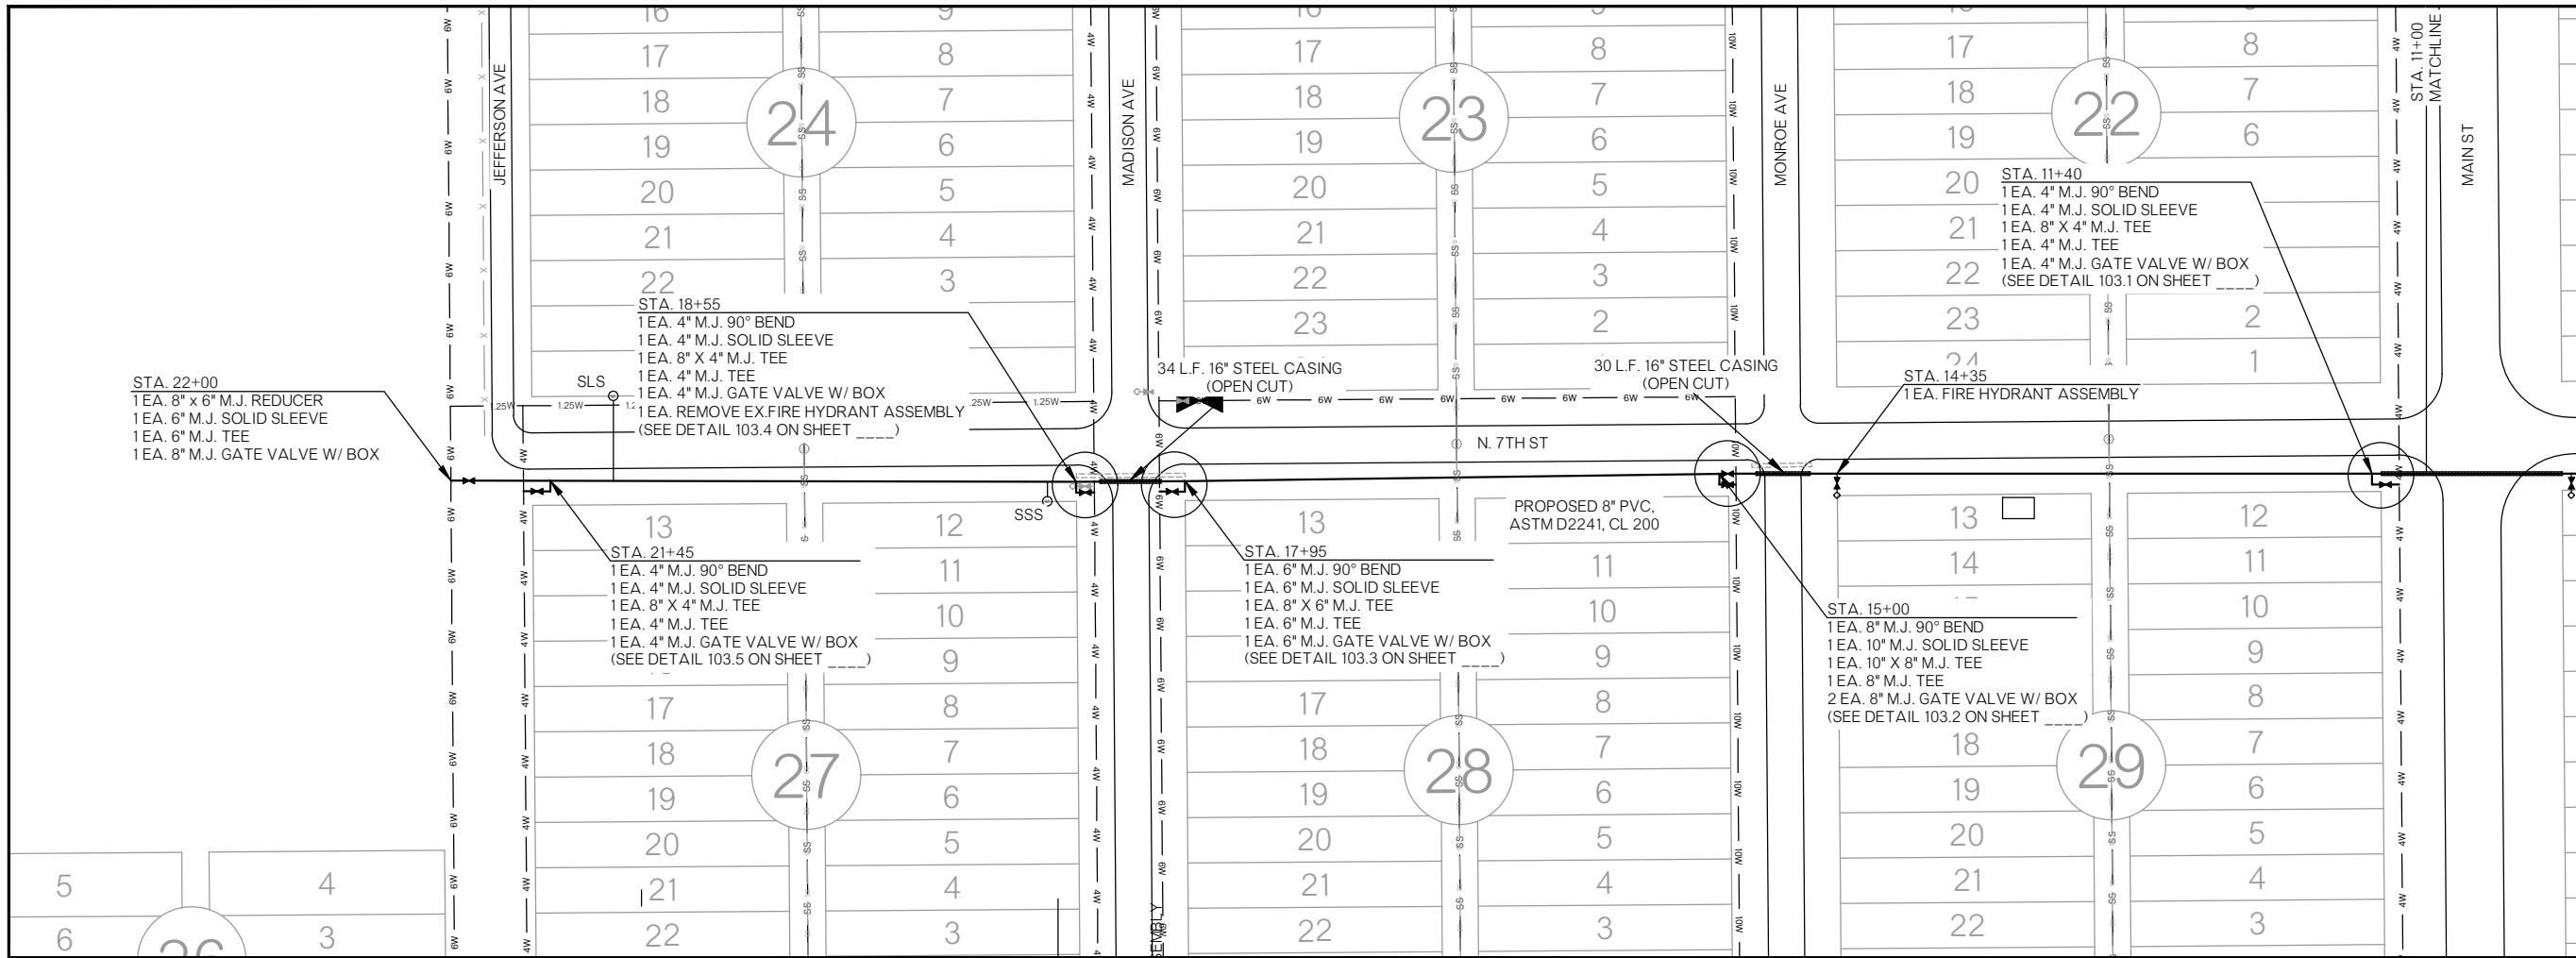 JEFFERSON AVE
MADISON AVE
MONROE AVE
MAIN ST
STA. 11+00
MATCHLINE
24
16
17
18
19
20
21
22
9
8
7
6
5
4
3
23
17
18
19
20
21
22
23
8
7
6
5
4
3
2
22
17
18
19
20
21
22
23
24
8
7
6
2
1
STA. 22+00
1 EA. 8" x 6" M.J. REDUCER
1 EA. 6" M.J. SOLID SLEEVE
1 EA. 6" M.J. TEE
1 EA. 8" M.J. GATE VALVE W/ BOX
SLS
STA. 18+55
1 EA. 4" M.J. 90° BEND
1 EA. 4" M.J. SOLID SLEEVE
1 EA. 8" X 4" M.J. TEE
1 EA. 4" M.J. TEE
1 EA. 4" M.J. GATE VALVE W/ BOX
1 EA. REMOVE EX.FIRE HYDRANT ASSEMBLY
(SEE DETAIL 103.4 ON SHEET ____)
34 L.F. 16" STEEL CASING
(OPEN CUT)
30 L.F. 16" STEEL CASING
(OPEN CUT)
STA. 14+35
1 EA. FIRE HYDRANT ASSEMBLY
STA. 11+40
1 EA. 4" M.J. 90° BEND
1 EA. 4" M.J. SOLID SLEEVE
1 EA. 8" X 4" M.J. TEE
1 EA. 4" M.J. TEE
1 EA. 4" M.J. GATE VALVE W/ BOX
(SEE DETAIL 103.1 ON SHEET ____)
1.25W
1.25W
1.25W
6W
6W
6W
6W
6W
6W
6W
N. 7TH ST
SSS
PROPOSED 8" PVC,
ASTM D2241, CL 200
STA. 21+45
1 EA. 4" M.J. 90° BEND
1 EA. 4" M.J. SOLID SLEEVE
1 EA. 8" X 4" M.J. TEE
1 EA. 4" M.J. TEE
1 EA. 4" M.J. GATE VALVE W/ BOX
(SEE DETAIL 103.5 ON SHEET ____)
STA. 17+95
1 EA. 6" M.J. 90° BEND
1 EA. 6" M.J. SOLID SLEEVE
1 EA. 8" X 6" M.J. TEE
1 EA. 6" M.J. TEE
1 EA. 6" M.J. GATE VALVE W/ BOX
(SEE DETAIL 103.3 ON SHEET ____)
STA. 15+00
1 EA. 8" M.J. 90° BEND
1 EA. 10" M.J. SOLID SLEEVE
1 EA. 10" X 8" M.J. TEE
1 EA. 8" M.J. TEE
2 EA. 8" M.J. GATE VALVE W/ BOX
(SEE DETAIL 103.2 ON SHEET ____)
27
13
17
18
19
20
21
22
12
11
10
9
8
7
6
5
4
3
28
13
17
18
19
20
21
22
11
10
9
8
7
6
5
4
3
29
13
14
18
19
20
21
22
12
11
10
9
8
7
6
5
4
3
26
5
6
4
3